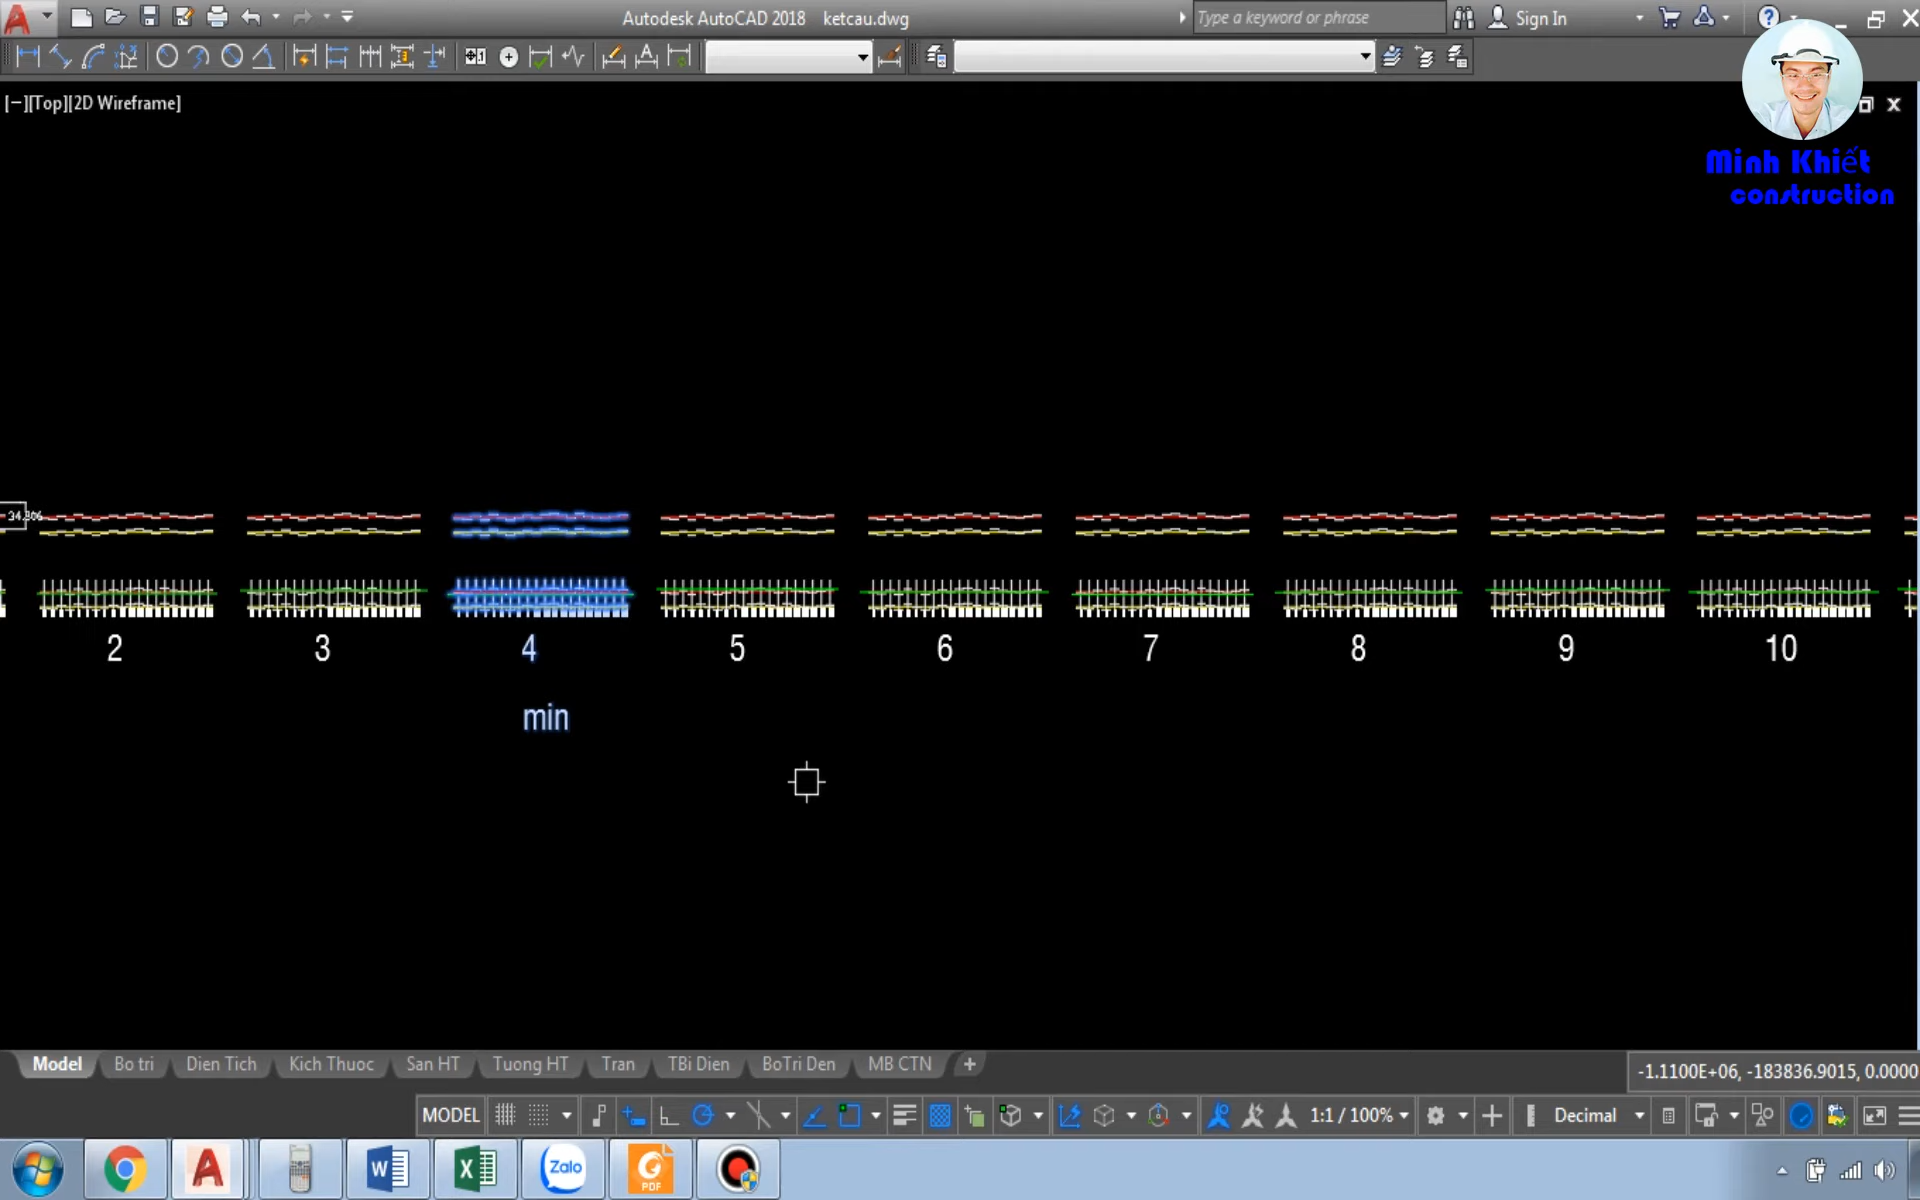 Autodesk AutoCAD 2018 ketcau.dwg
Type a keyword or phrase
Sign In
[−][Top][2D Wireframe]
Minh Khiết
construction
2 3 4 5 6 7 8 9 10
min
Model Bo tri Dien Tich Kich Thuoc San HT Tuong HT Tran TBi Dien BoTri Den MB CTN +
-1.1100E+06, -183836.9015, 0.0000
MODEL 1:1 / 100% Decimal
Zalo
PDF